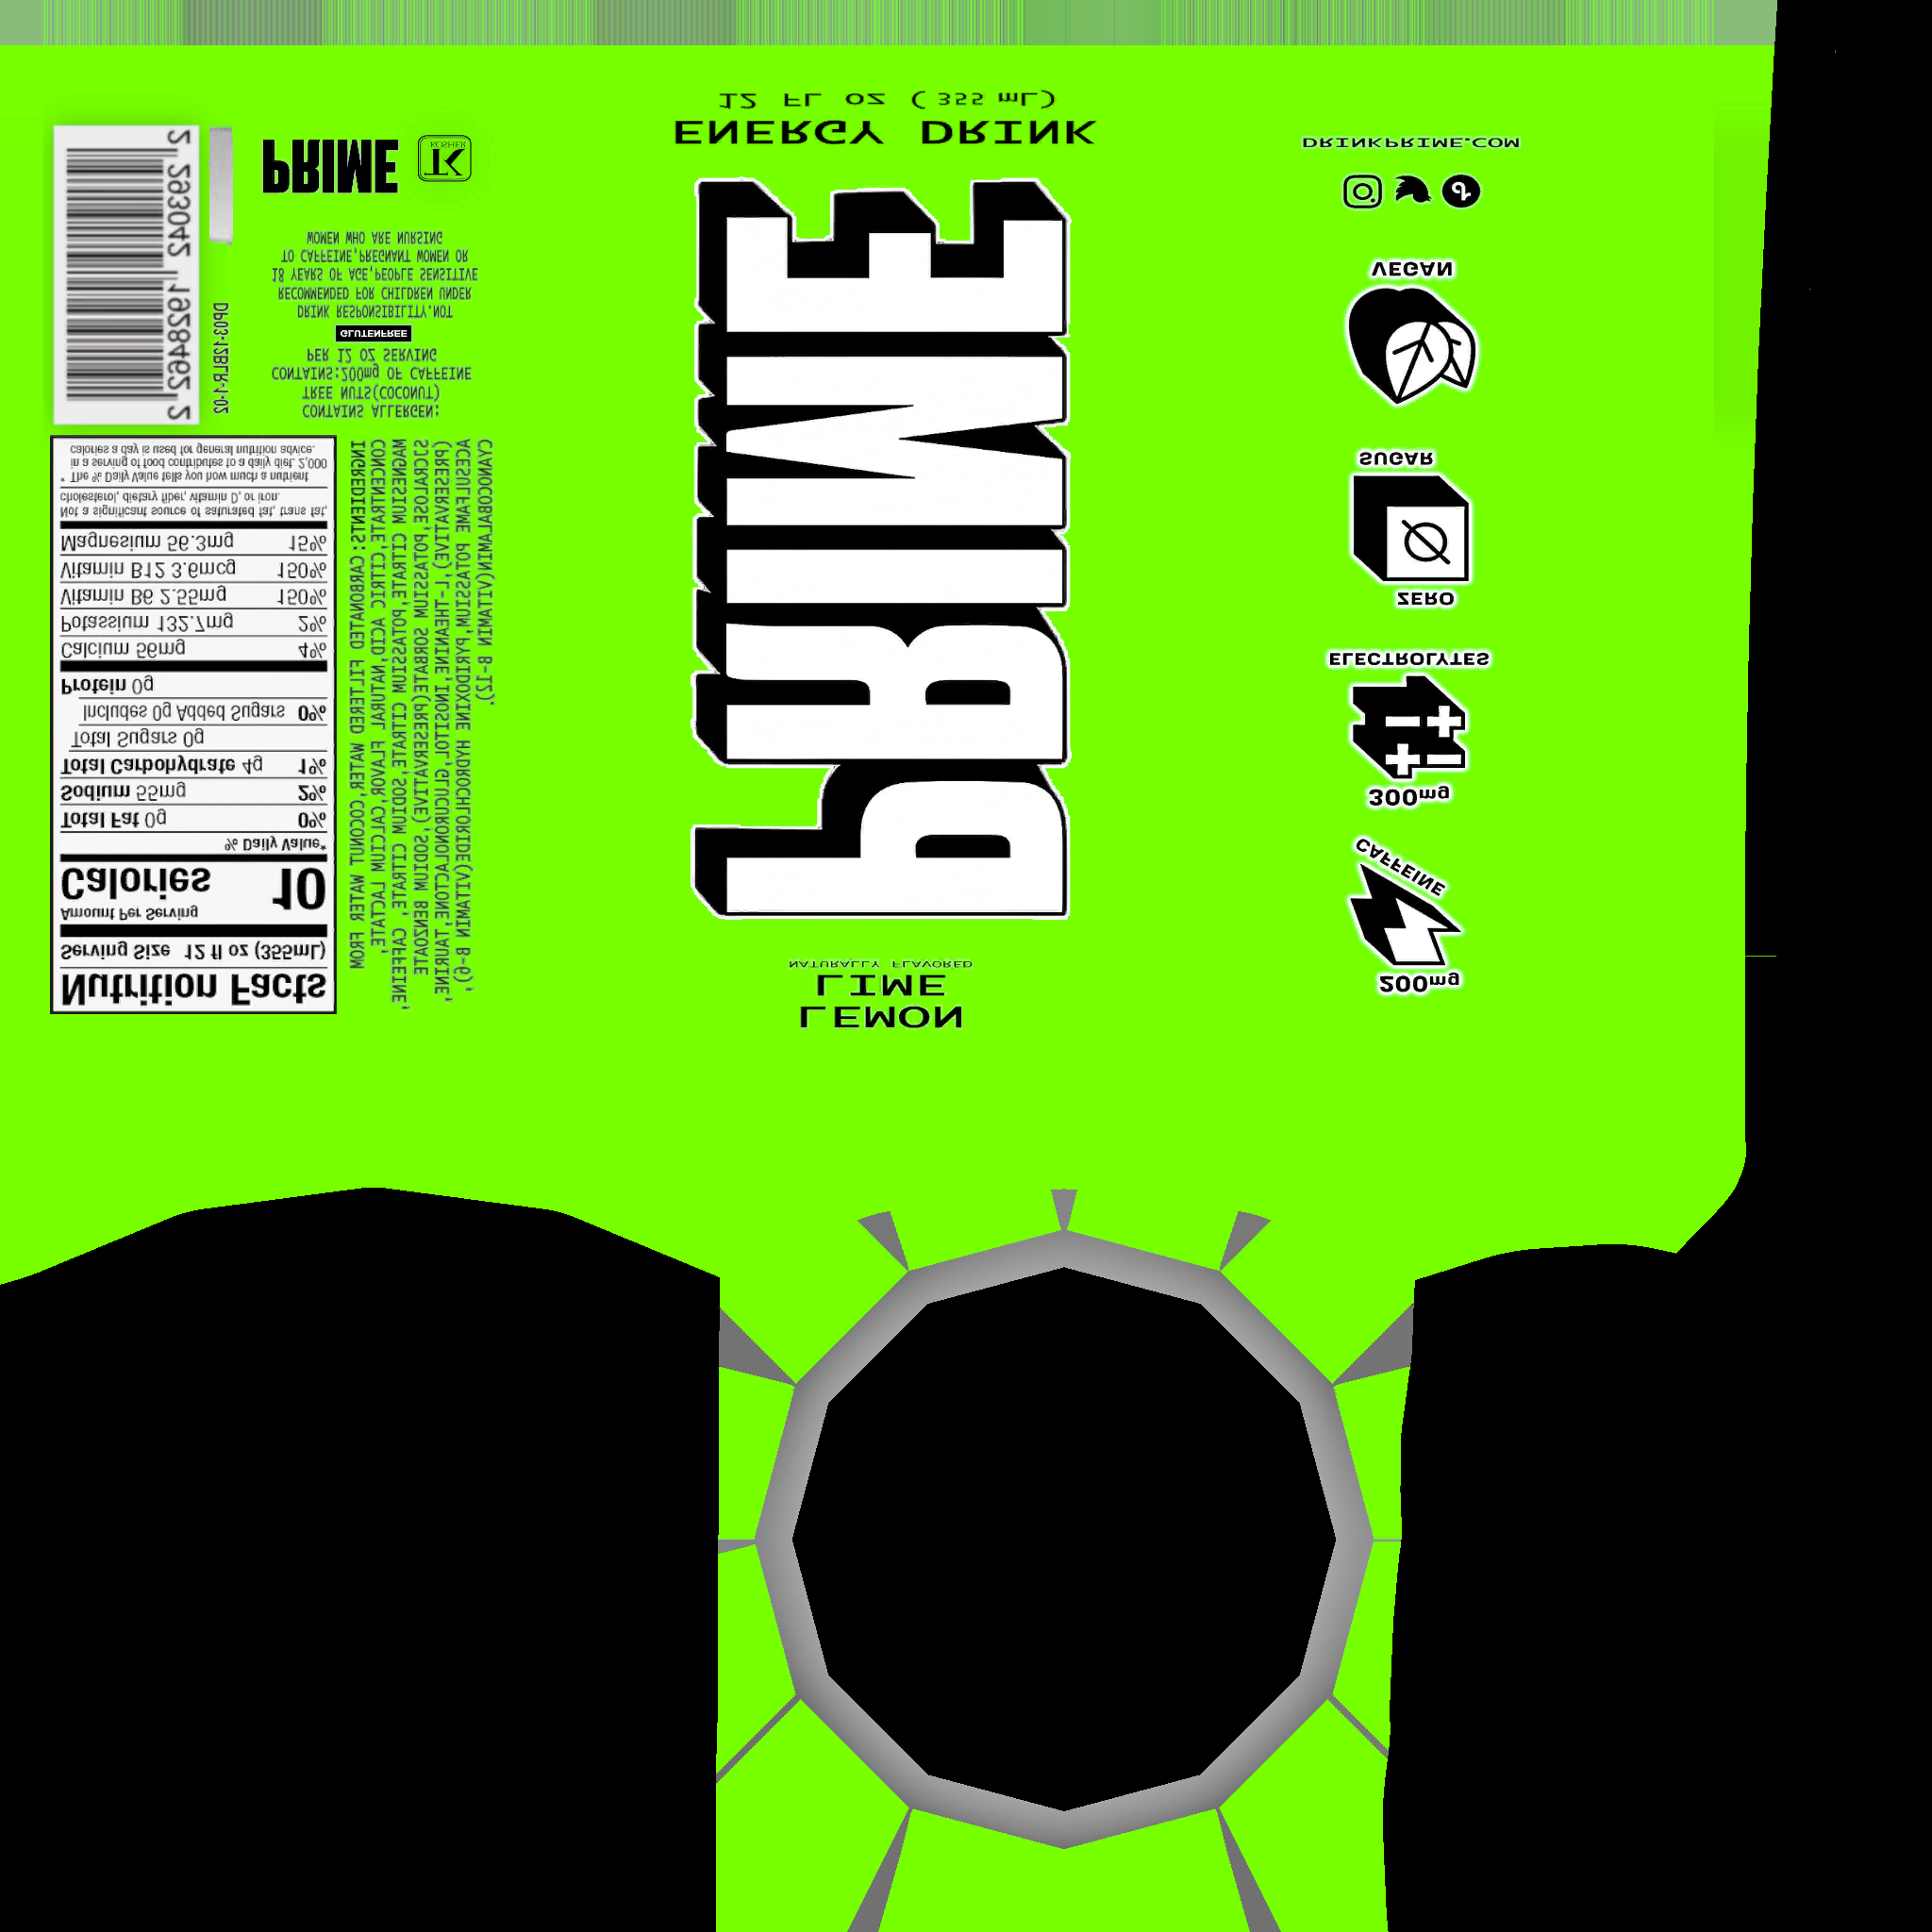 LEMON
LIME
NATURALLY FLAVORED
PRIME
ENERGY DRINK
12 FL OZ (355 mL)
Nutrition Facts
Serving Size 12 fl oz (355mL)
Amount Per Serving
Calories 10
% Daily Value*
Total Fat 0g 0%
Sodium 55mg 2%
Total Carbohydrate 4g 1%
Total Sugars 0g
Includes 0g Added Sugars 0%
Protein 0g
Calcium 56mg 4%
Potassium 132.7mg 2%
Vitamin B6 2.55mg 150%
Vitamin B12 3.6mcg 150%
Magnesium 56.3mg 15%
Not a significant source of saturated fat, trans fat,
cholesterol, dietary fiber, vitamin D, or iron.
* The % Daily Value tells you how much a nutrient
in a serving of food contributes to a daily diet. 2,000
calories a day is used for general nutrition advice.
INGREDIENTS:CARBONATED FILTERED WATER,COCONUT WATER FROM
CONCENTRATE,CITRIC ACID,NATURAL FLAVOR,CALCIUM LACTATE,
MAGNESIUM CITRATE,POTASSIUM CITRATE,SODIUM CITRATE, CAFFEINE,
SUCRALOSE,POTASSIUM SORBATE(PRESERVATIVE),SODIUM BENZOATE
(PRESERVATIVE),L-THEANINE,INOSITOL,GLUCURONOLACTONE,TAURINE,
ACESULFAME POTASSIUM,PYRIDOXINE HYDROCHLORIDE(VITAMIN B-6),
CYANOCOBALAMIN(VITAMIN B-12).
CONTAINS ALLERGEN:
TREE NUTS(COCONUT)
CONTAINS:200mg OF CAFFEINE
PER 12 OZ SERVING
GLUTENFREE
DRINK RESPONSIBILITY.NOT
RECOMMENDED FOR CHILDREN UNDER
18 YEARS OF AGE,PEOPLE SENSITIVE
TO CAFFEINE,PREGNANT WOMEN OR
WOMEN WHO ARE NURSING
PRIME
K
KOSHER
DP03-12BLR-1-02
2 293042 1928462 2
200mg
CAFFEINE
300mg
ELECTROLYTES
ZERO
SUGAR
VEGAN
DRINKPRIME.COM